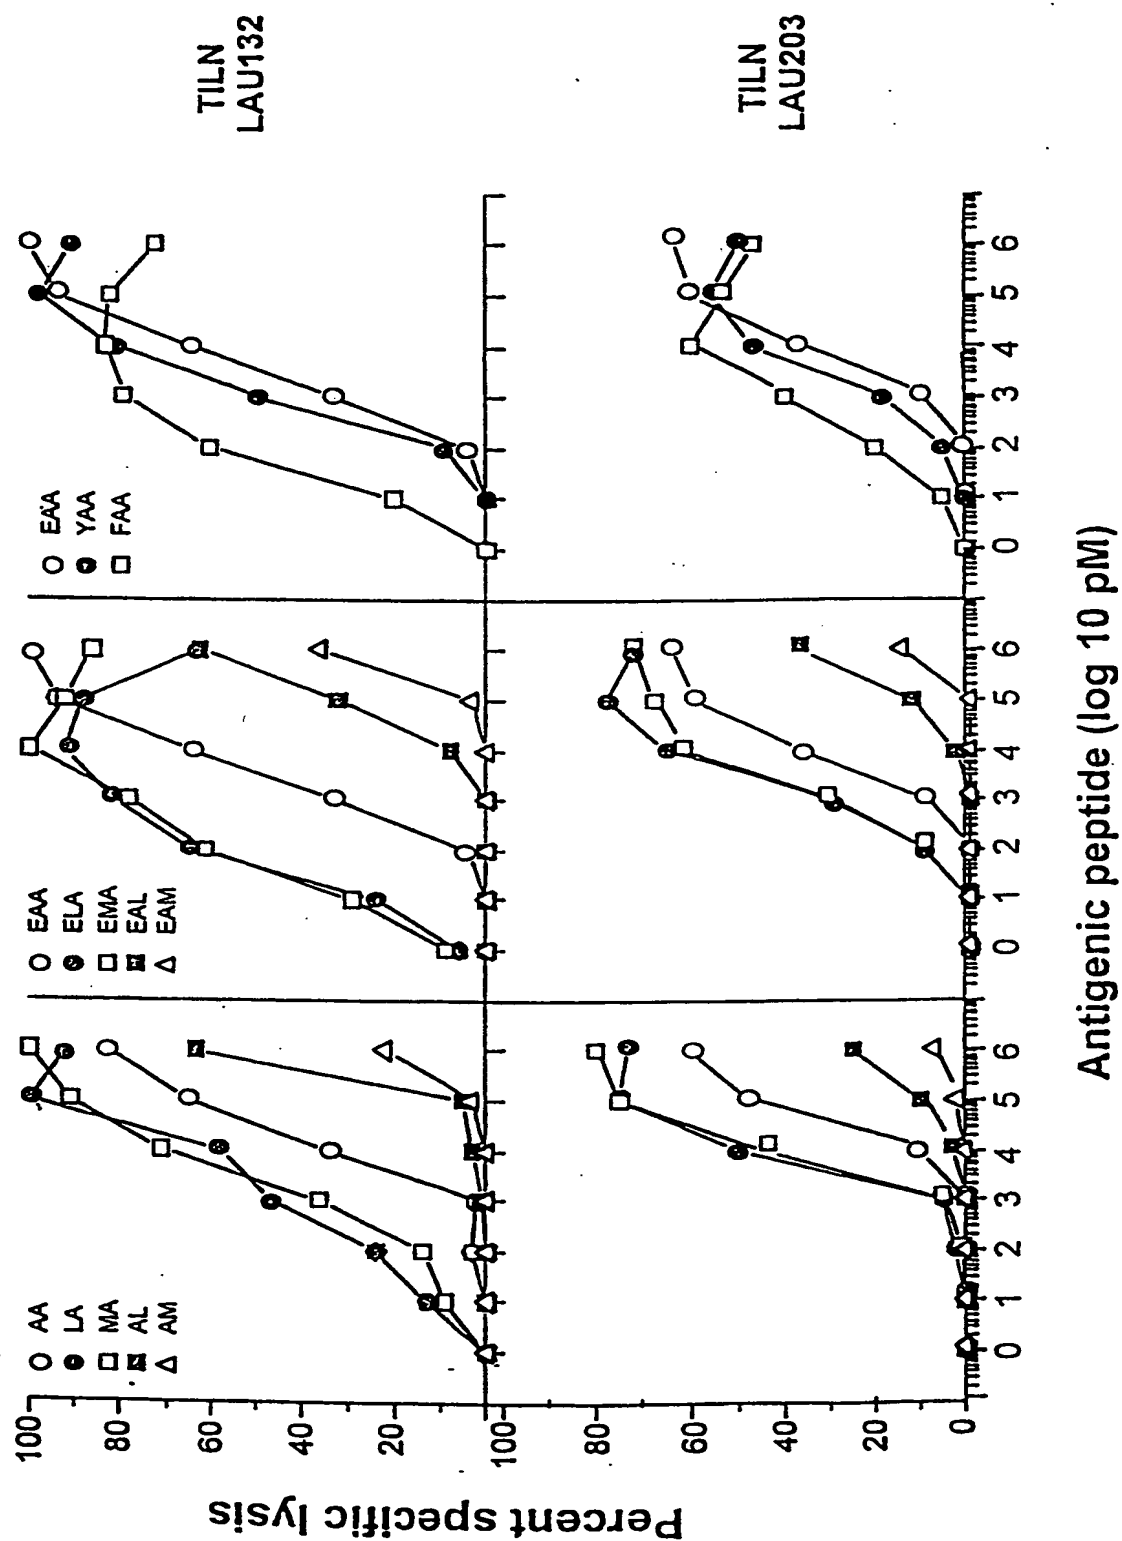 Percent specific lysis
100
80
60
40
20
AA
LA
MA
AL
AM
EAA
ELA
EMA
EAL
EAM
EAA
YAA
FAA
TILN
LAU132
100
80
60
40
20
0
TILN
LAU203
0 1 2 3 4 5 6
0 1 2 3 4 5 6
0 1 2 3 4 5 6
Antigenic peptide (log 10 pM)